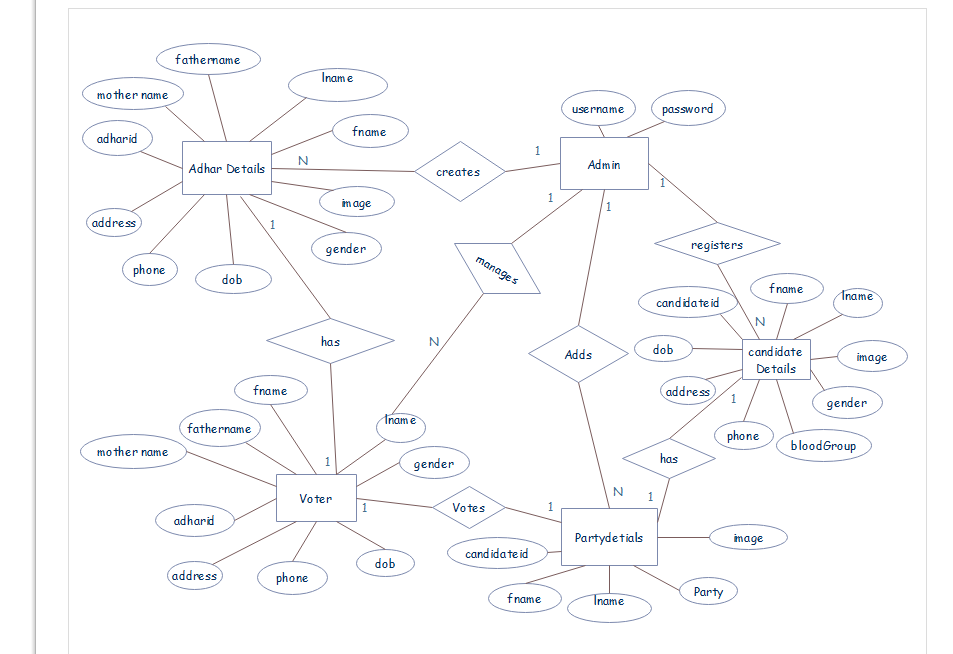 fathername
lname
mother name
fname
adharid
Adhar Details
N
creates
1
username
password
Admin
image
address
1
gender
phone
dob
1
1
1
registers
manages
has
N
Adds
candidateid
fname
lname
N
dob
candidate
Details
image
address
1
gender
phone
bloodGroup
has
fname
fathername
lname
mother name
gender
1
Voter
1
Votes
1
N
1
Partydetials
adharid
address
phone
dob
candidateid
image
fname
lname
Party